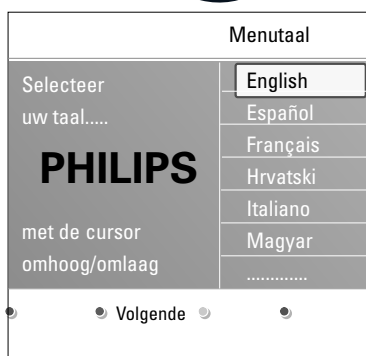 Menutaal
Selecteer
uw taal.....
PHILIPS
met de cursor
omhoog/omlaag
English
Español
Français
Hrvatski
Italiano
Magyar
.............
Volgende